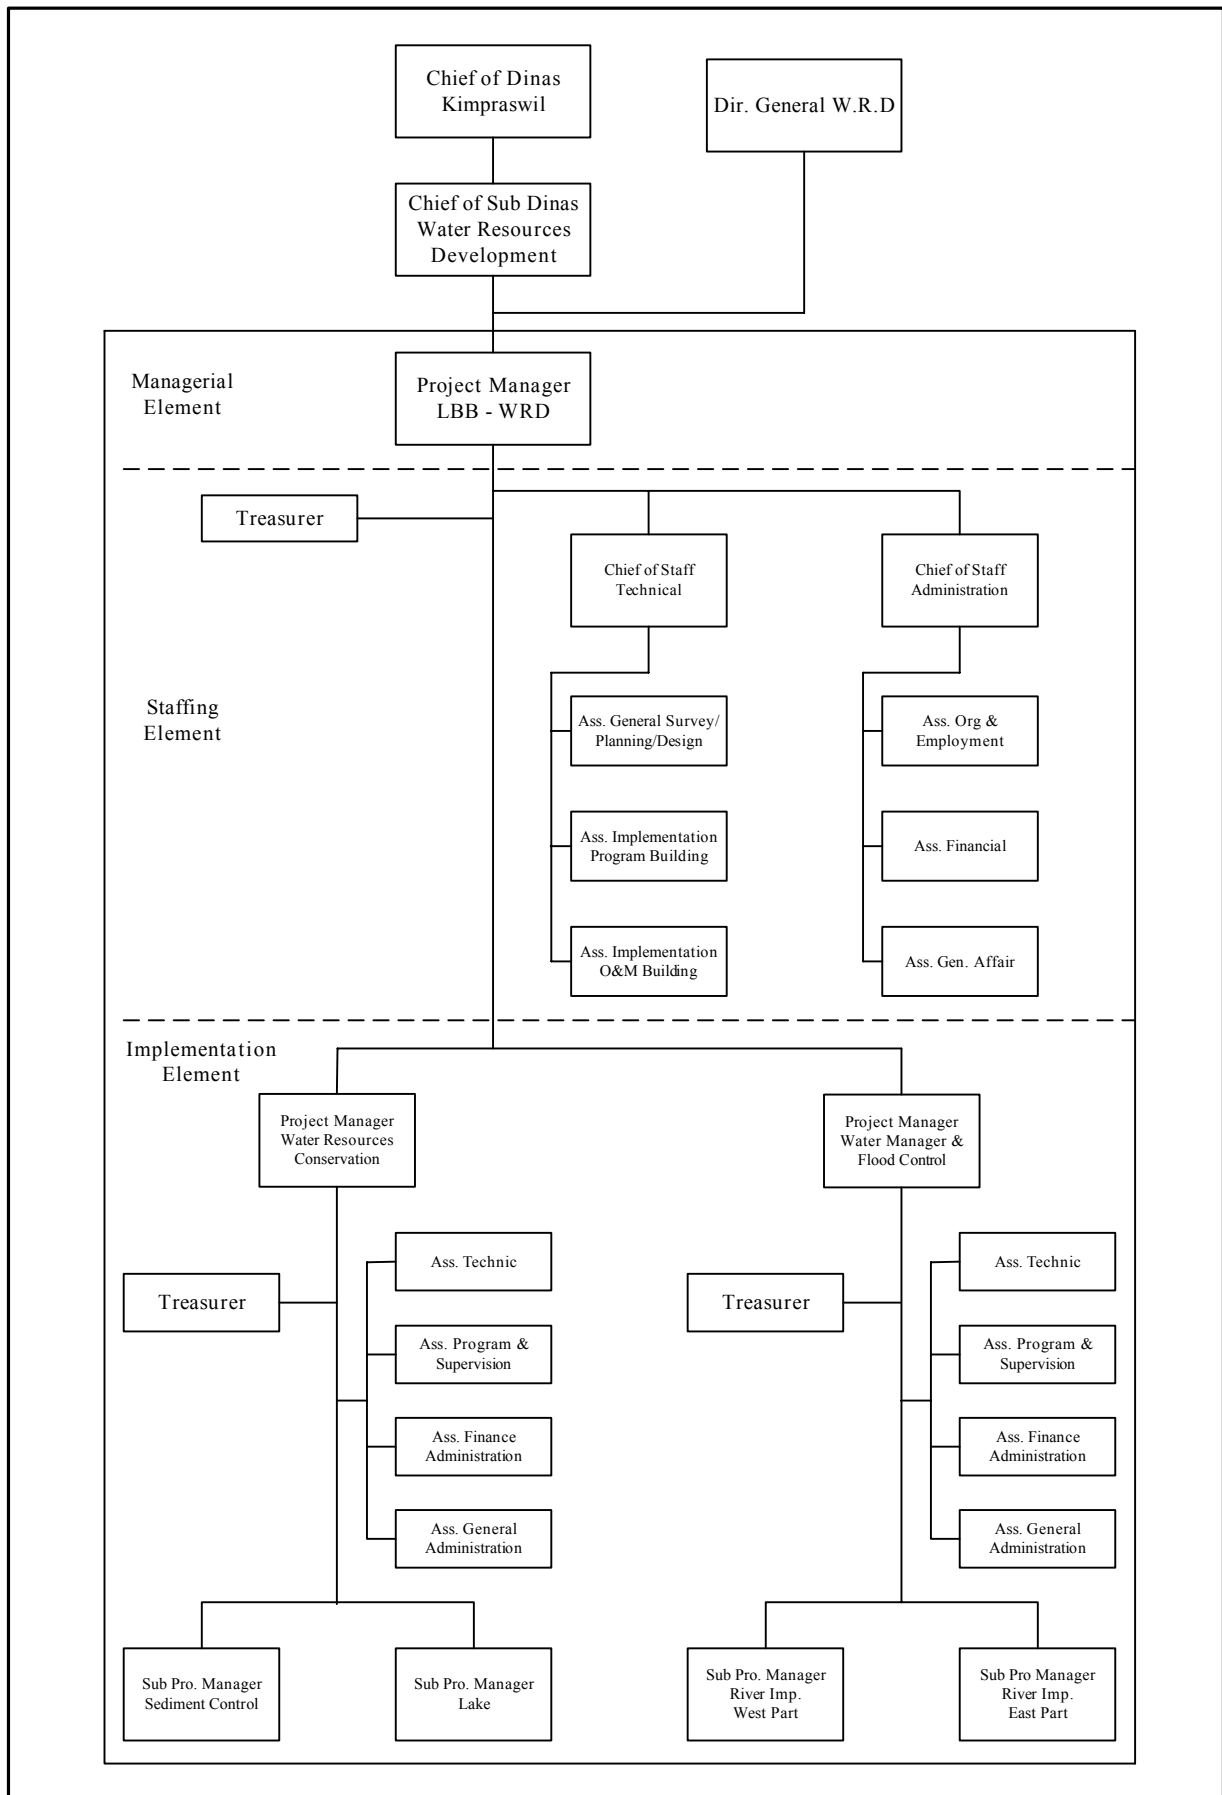 Chief of Dinas
Kimpraswil
Dir. General W.R.D
Chief of Sub Dinas
Water Resources
Development
Managerial
Element
Project Manager
LBB - WRD
Treasurer
Chief of Staff
Technical
Chief of Staff
Administration
Staffing
Element
Ass. General Survey/
Planning/Design
Ass. Org &
Employment
Ass. Implementation
Program Building
Ass. Financial
Ass. Implementation
O&M Building
Ass. Gen. Affair
Implementation
Element
Project Manager
Water Resources
Conservation
Project Manager
Water Manager &
Flood Control
Ass. Technic
Treasurer
Ass. Program &
Supervision
Ass. Finance
Administration
Ass. General
Administration
Ass. Technic
Treasurer
Ass. Program &
Supervision
Ass. Finance
Administration
Ass. General
Administration
Sub Pro. Manager
Sediment Control
Sub Pro. Manager
Lake
Sub Pro. Manager
River Imp.
West Part
Sub Pro Manager
River Imp.
East Part